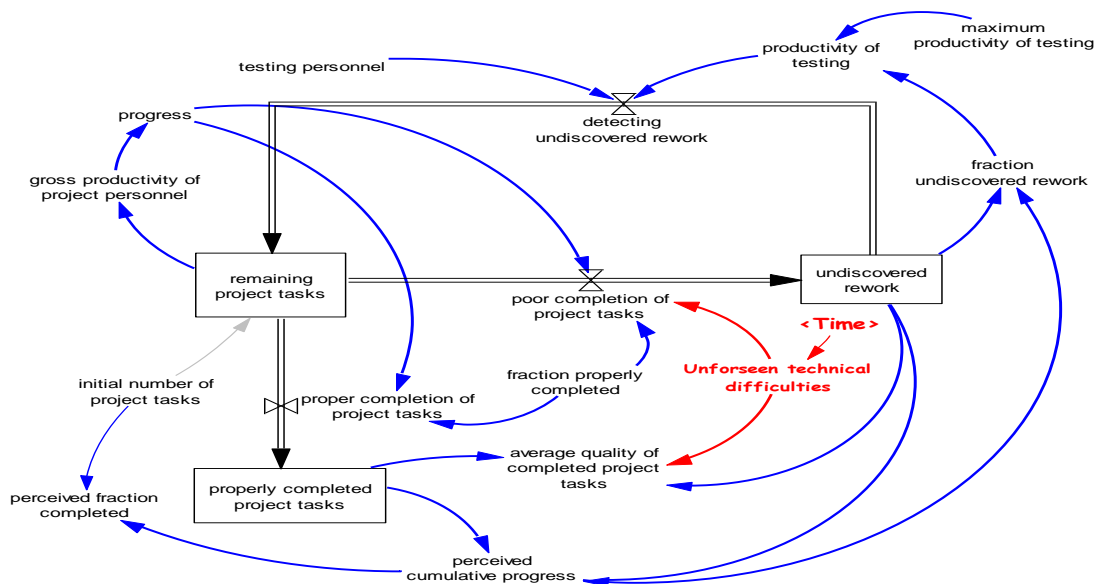 maximum
productivity of testing
productivity of
testing
testing personnel
progress
detecting
undiscovered rework
gross productivity of
project personnel
fraction
undiscovered rework
remaining
project tasks
undiscovered
rework
poor completion of
project tasks
<Time>
Unforseen technical
difficulties
initial number of
project tasks
fraction properly
completed
proper completion of
project tasks
average quality of
completed project
tasks
properly completed
project tasks
perceived fraction
completed
perceived
cumulative progress